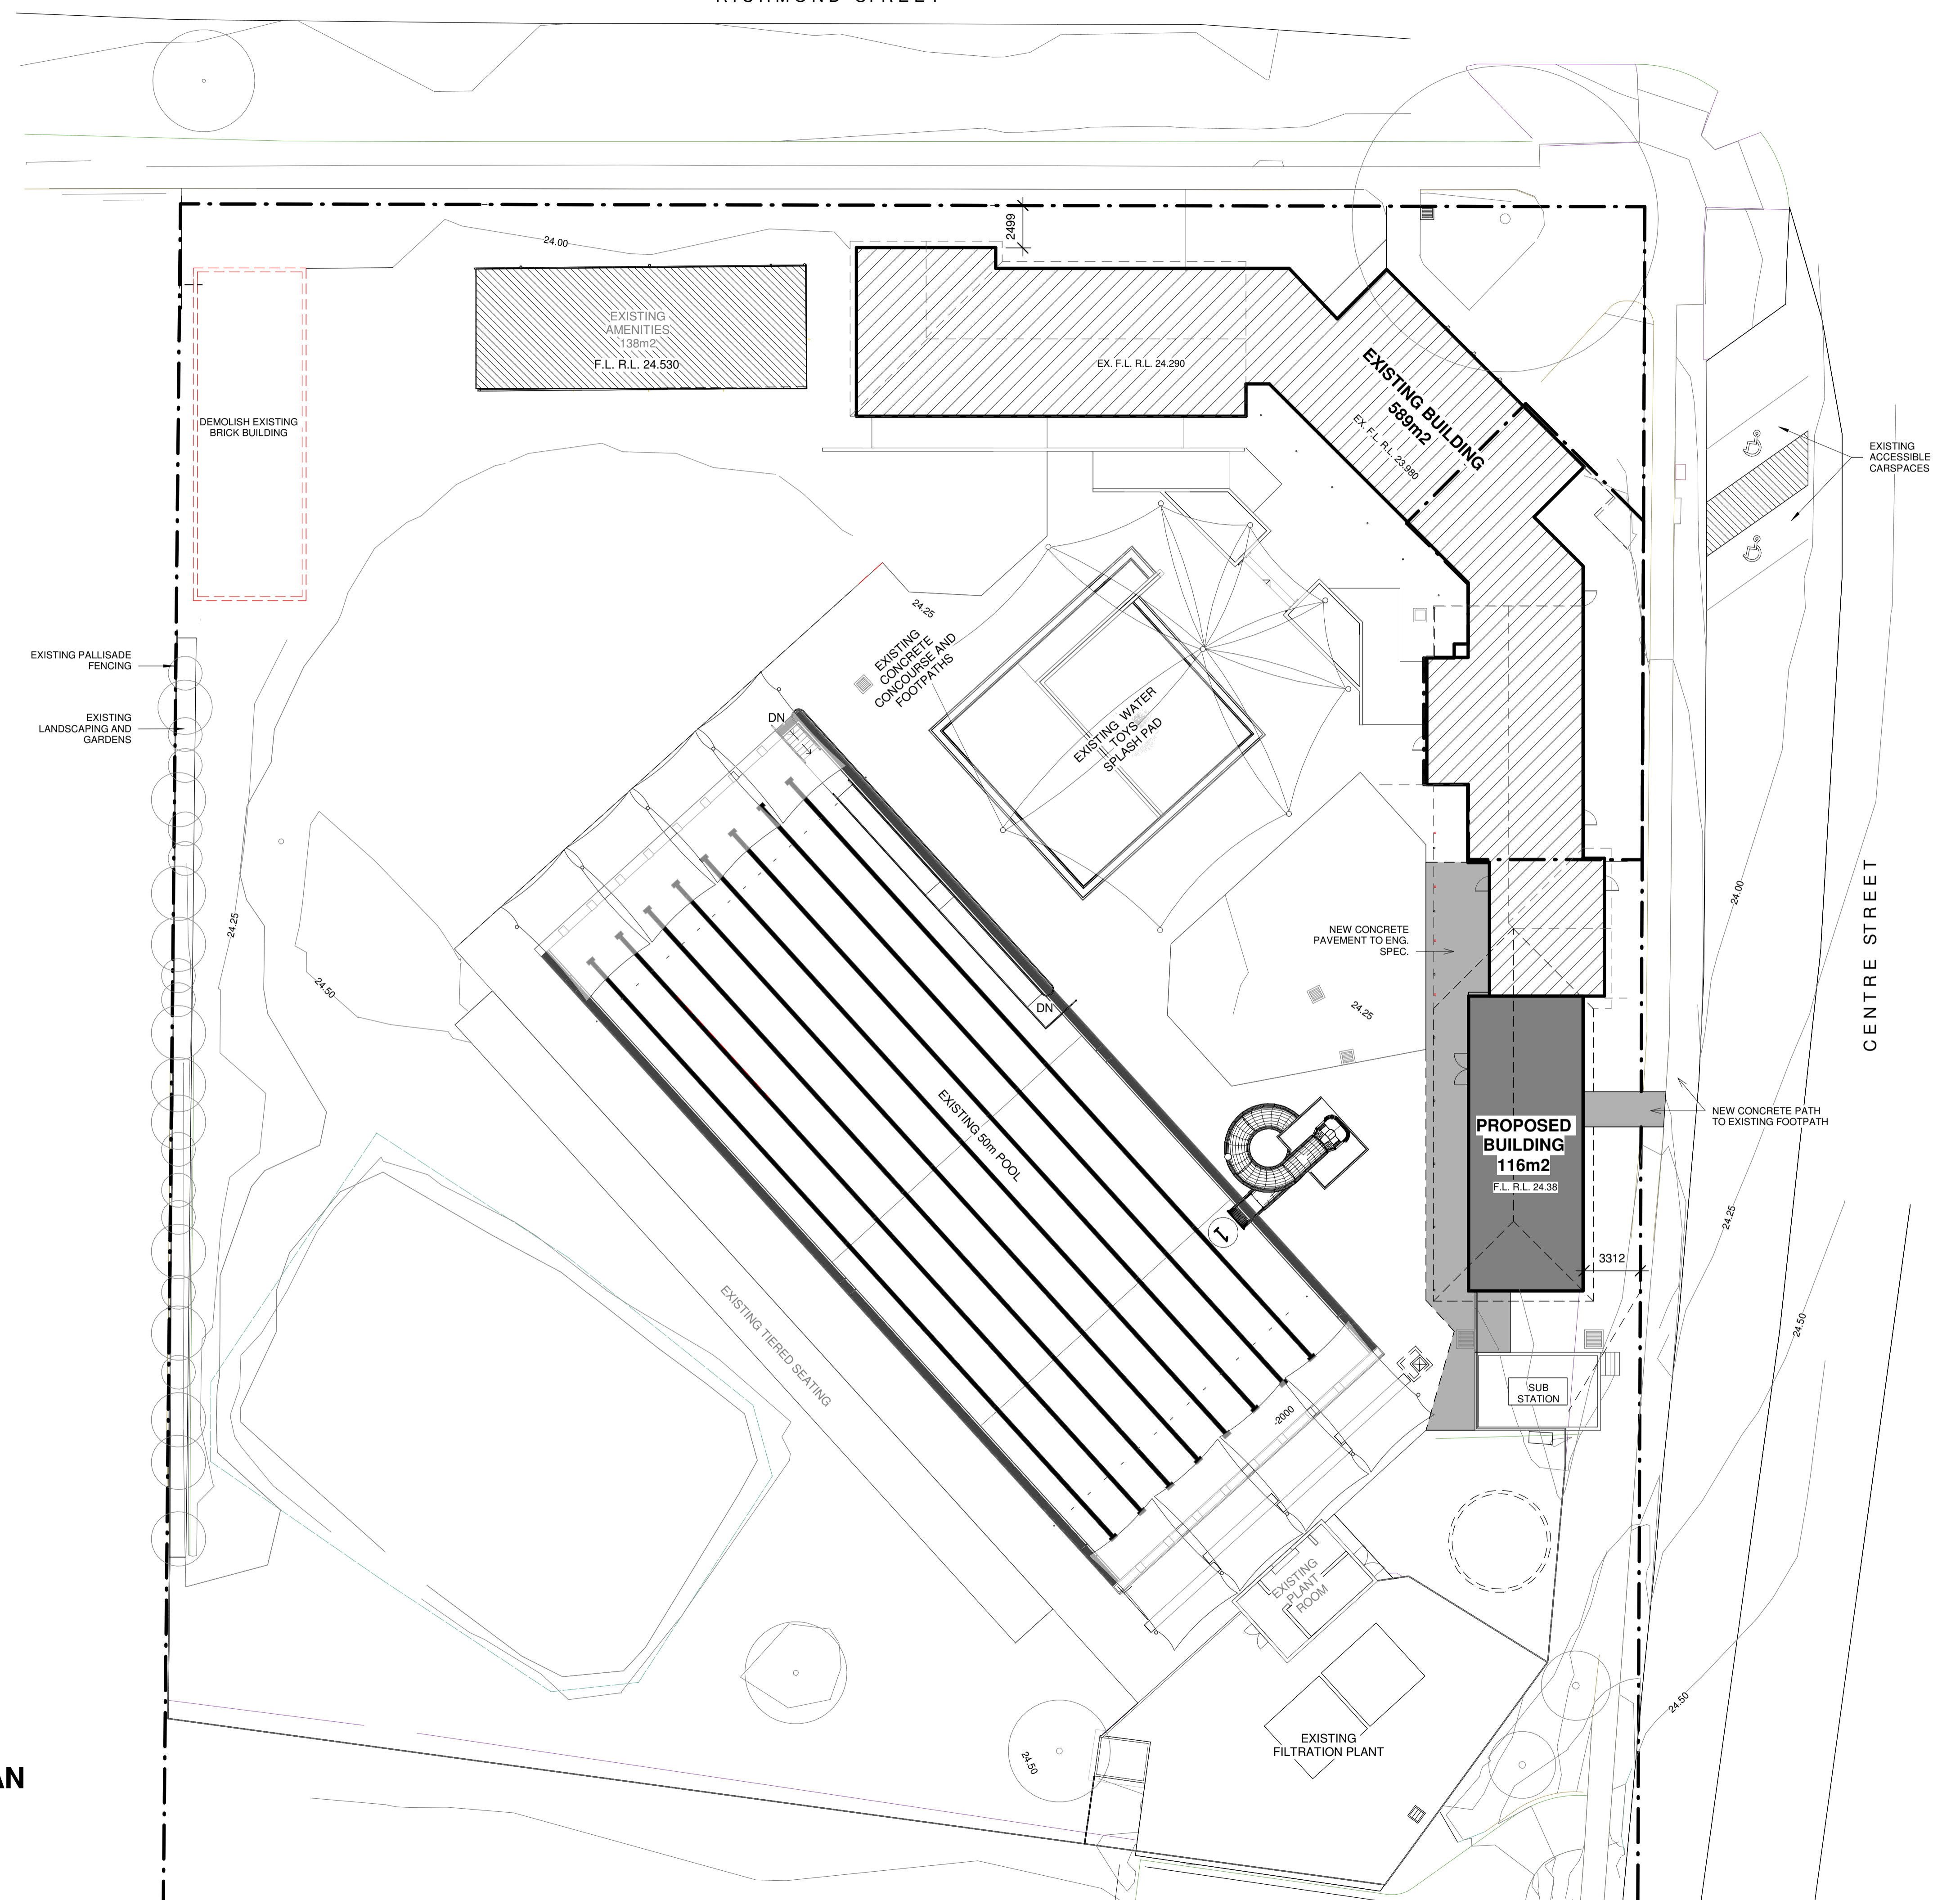 2499
24.00
EXISTING
AMENITIES
138m2
F.L. R.L. 24.530
EX. F.L. R.L. 24.290
EXISTING BUILDING
589m2
EX. F.L. R.L. 23.980
DEMOLISH EXISTING
BRICK BUILDING
EXISTING
ACCESSIBLE
CARSPACES
EXISTING PALLISADE
FENCING
EXISTING
LANDSCAPING AND
GARDENS
24.25
EXISTING
CONCRETE
CONCOURSE AND
FOOTPATHS
DN
EXISTING WATER
TOYS
SPLASH PAD
24.25
24.50
NEW CONCRETE
PAVEMENT TO ENG.
SPEC.
24.00
CENTRE STREET
DN
24.25
EXISTING 50m POOL
PROPOSED
BUILDING
116m2
F.L. R.L. 24.38
NEW CONCRETE PATH
TO EXISTING FOOTPATH
24.25
1
3312
24.50
EXISTING TIERED SEATING
-2000
SUB
STATION
EXISTING
PLANT
ROOM
24.50
EXISTING
FILTRATION PLANT
24.50
AN